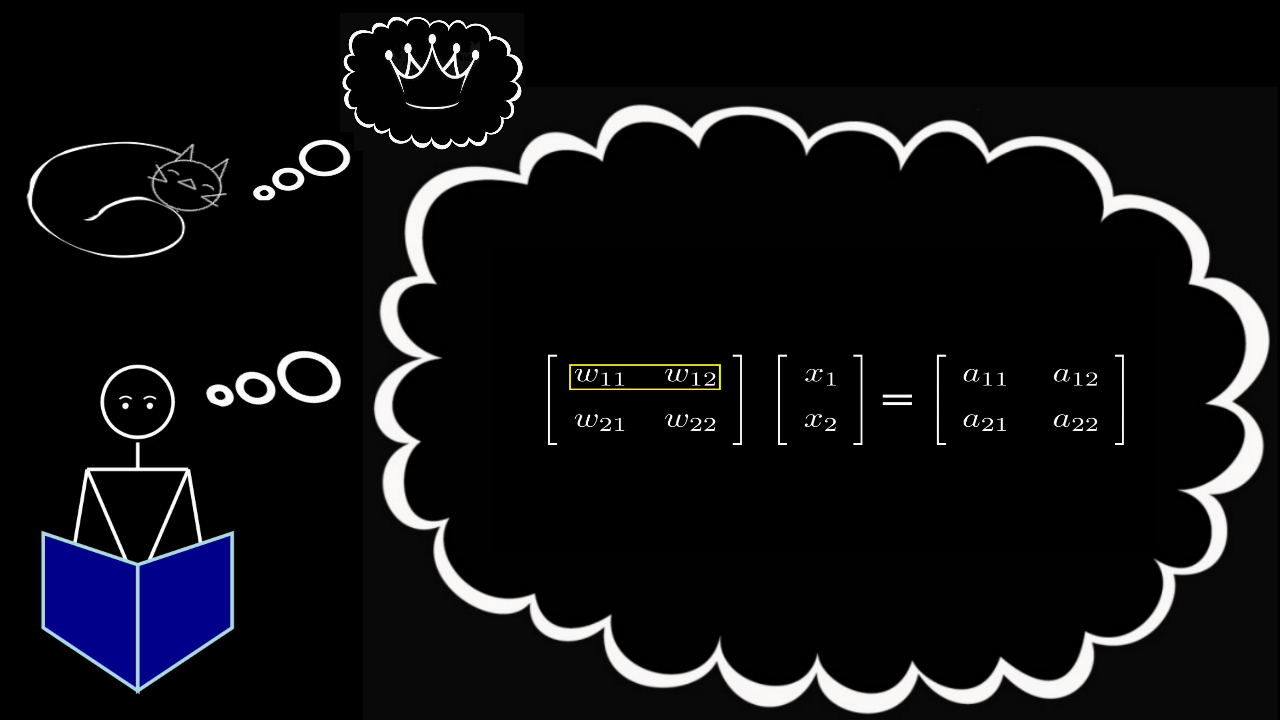 [ w₁₁ w₁₂ ] [ x₁ ] = [ a₁₁ a₁₂ ]
[ w₂₁ w₂₂ ] [ x₂ ] [ a₂₁ a₂₂ ]